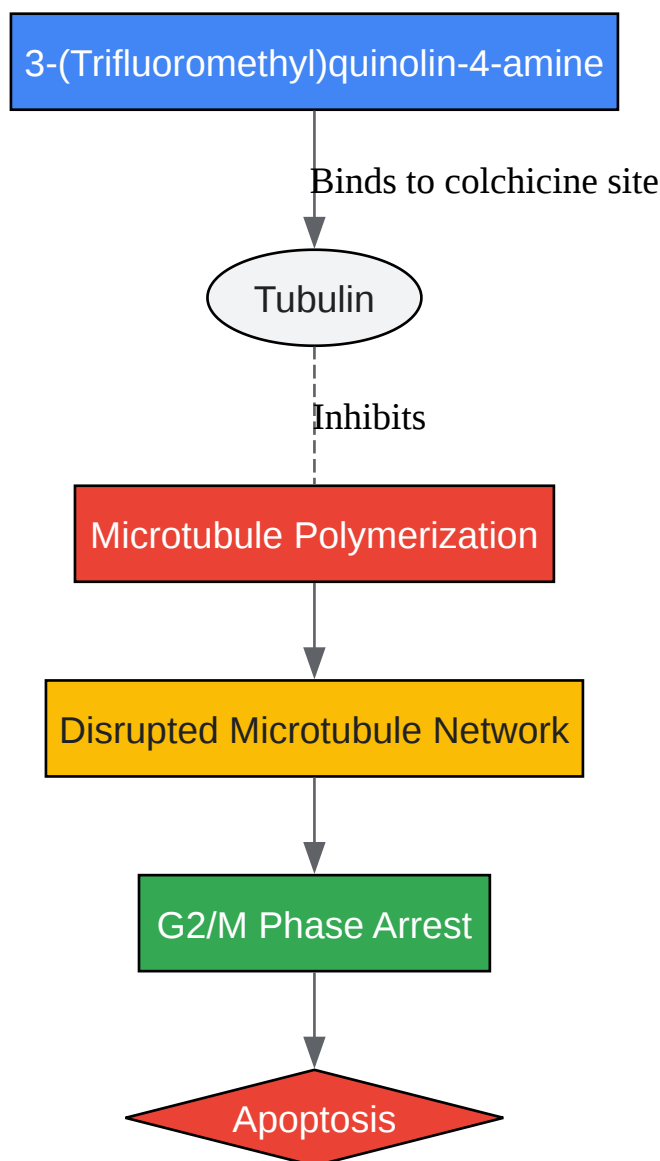 3-(Trifluoromethyl)quinolin-4-amine
Binds to colchicine site
Tubulin
Inhibits
Microtubule Polymerization
Disrupted Microtubule Network
G2/M Phase Arrest
Apoptosis